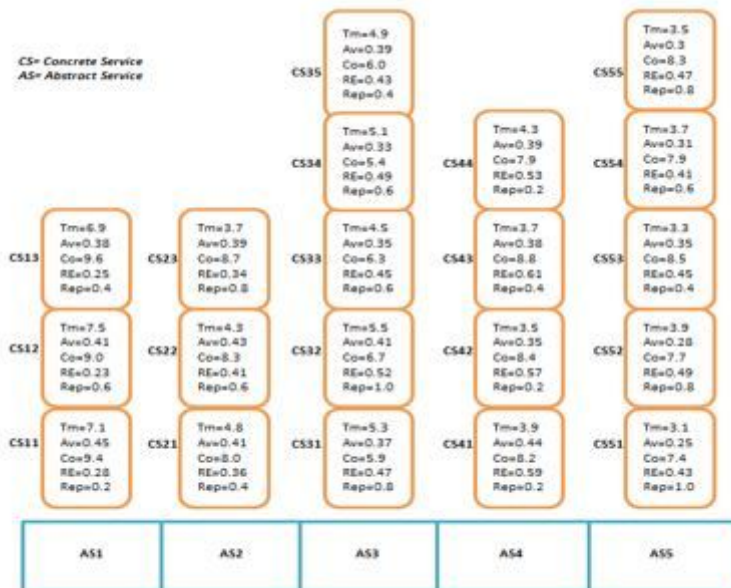 CS= Concrete Service
AS= Abstract Service
CS35
Tm=4.9
Av=0.39
Co=6.0
RE=0.43
Rep=0.4
CS55
Tm=3.5
Av=0.3
Co=8.3
RE=0.47
Rep=0.8
CS34
Tm=5.1
Av=0.33
Co=5.4
RE=0.49
Rep=0.6
CS44
Tm=4.3
Av=0.39
Co=7.9
RE=0.53
Rep=0.2
CS54
Tm=3.7
Av=0.31
Co=7.9
RE=0.41
Rep=0.6
CS13
Tm=6.9
Av=0.38
Co=9.6
RE=0.25
Rep=0.4
CS23
Tm=3.7
Av=0.39
Co=8.7
RE=0.34
Rep=0.8
CS33
Tm=4.5
Av=0.35
Co=6.3
RE=0.45
Rep=0.6
CS43
Tm=3.7
Av=0.38
Co=8.8
RE=0.61
Rep=0.4
CS53
Tm=3.3
Av=0.35
Co=8.5
RE=0.45
Rep=0.4
CS12
Tm=7.5
Av=0.41
Co=9.0
RE=0.23
Rep=0.6
CS22
Tm=4.3
Av=0.43
Co=8.3
RE=0.41
Rep=0.6
CS32
Tm=5.5
Av=0.41
Co=6.7
RE=0.52
Rep=1.0
CS42
Tm=3.5
Av=0.35
Co=8.4
RE=0.57
Rep=0.2
CS52
Tm=3.9
Av=0.28
Co=7.7
RE=0.49
Rep=0.8
CS11
Tm=7.1
Av=0.45
Co=9.4
RE=0.28
Rep=0.2
CS21
Tm=4.8
Av=0.41
Co=8.0
RE=0.36
Rep=0.4
CS31
Tm=5.3
Av=0.37
Co=5.9
RE=0.47
Rep=0.8
CS41
Tm=3.9
Av=0.44
Co=8.2
RE=0.59
Rep=0.2
CS51
Tm=3.1
Av=0.25
Co=7.4
RE=0.43
Rep=1.0
AS1
AS2
AS3
AS4
AS5